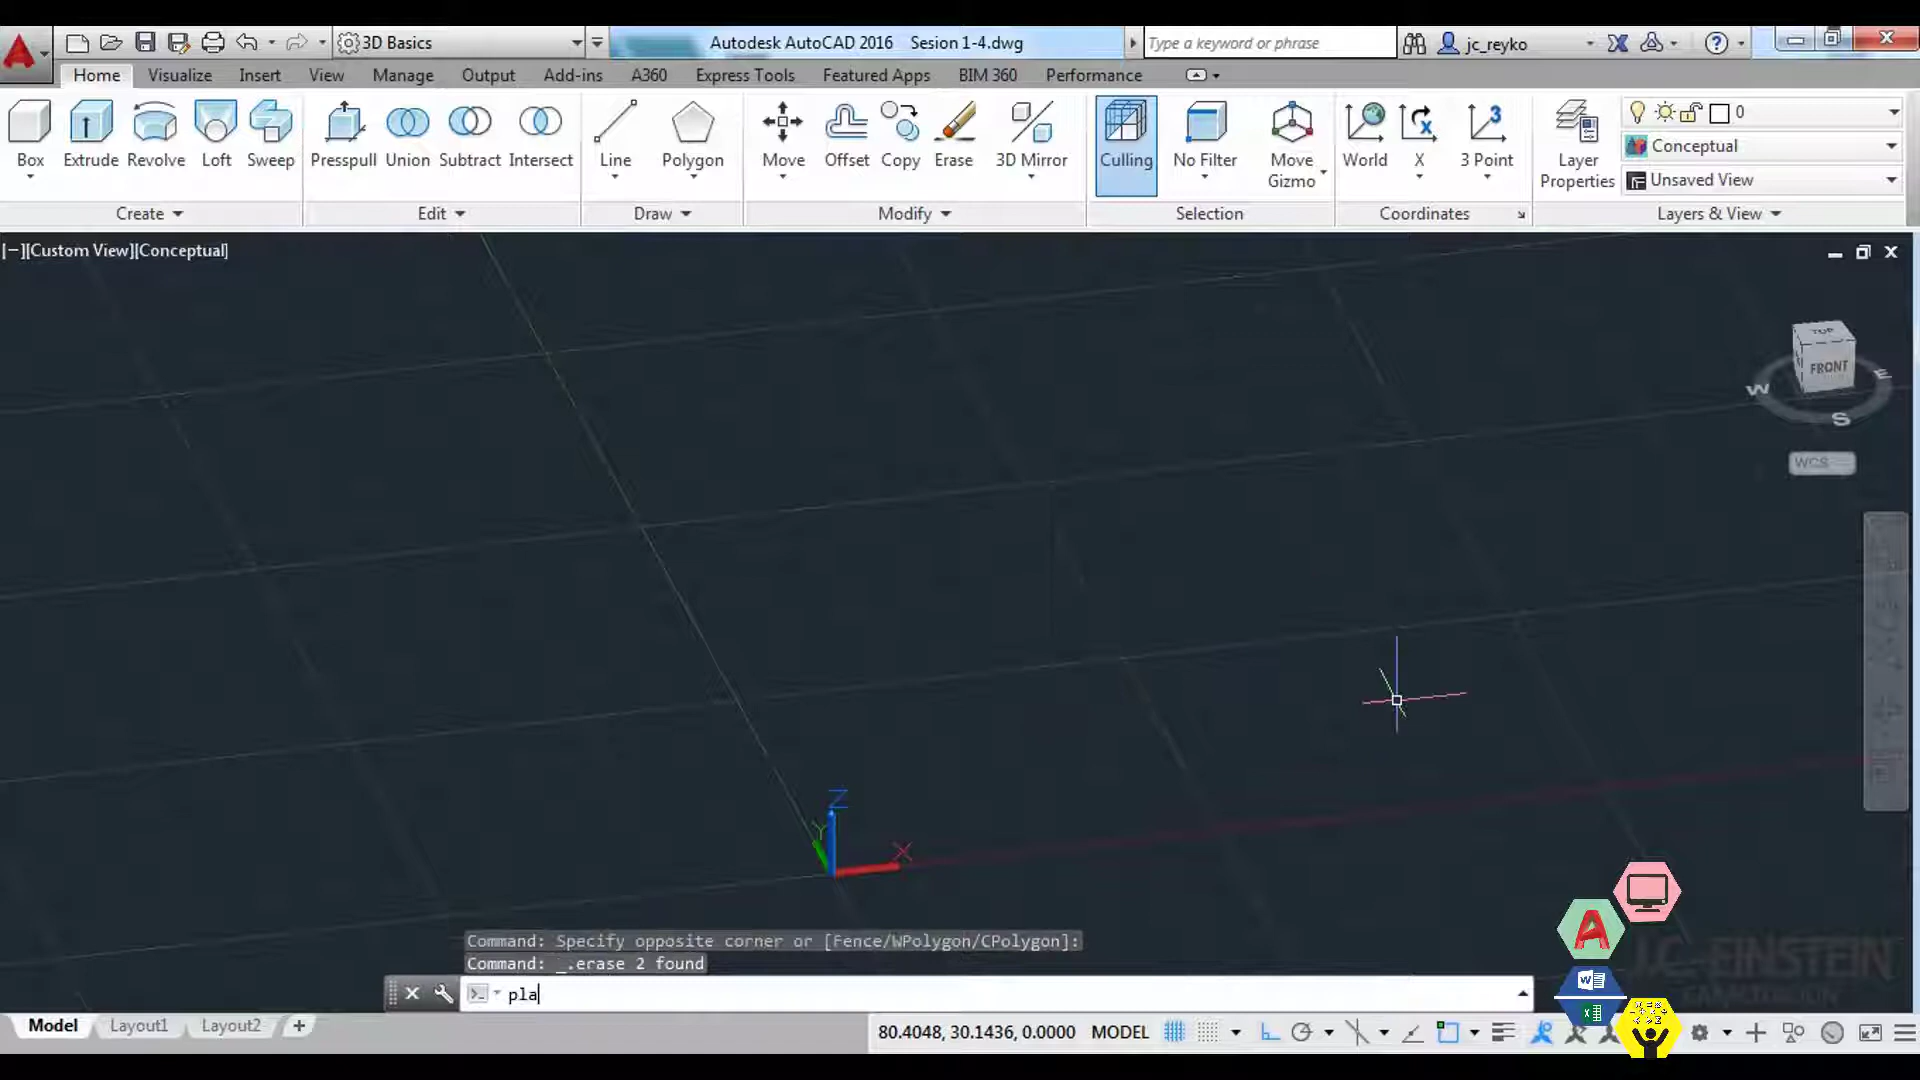 3D Basics
Autodesk AutoCAD 2016 Sesion 1-4.dwg
Type a keyword or phrase
jc_reyko
Home Visualize Insert View Manage Output Add-ins A360 Express Tools Featured Apps BIM 360 Performance
Box Extrude Revolve Loft Sweep Presspull Union Subtract Intersect Line Polygon Move Offset Copy Erase 3D Mirror Culling No Filter Move Gizmo World X 3 Point Layer Properties
0
Conceptual
Unsaved View
Create Edit Draw Modify Selection Coordinates Layers & View
[−][Custom View][Conceptual]
TOP
FRONT
W E
S
WCS
Z
Y X
Command: Specify opposite corner or [Fence/WPolygon/CPolygon]:
Command: _.erase 2 found
pla
J.C-EINSTEIN
CAPACITACION
Model Layout1 Layout2 +
80.4048, 30.1436, 0.0000 MODEL